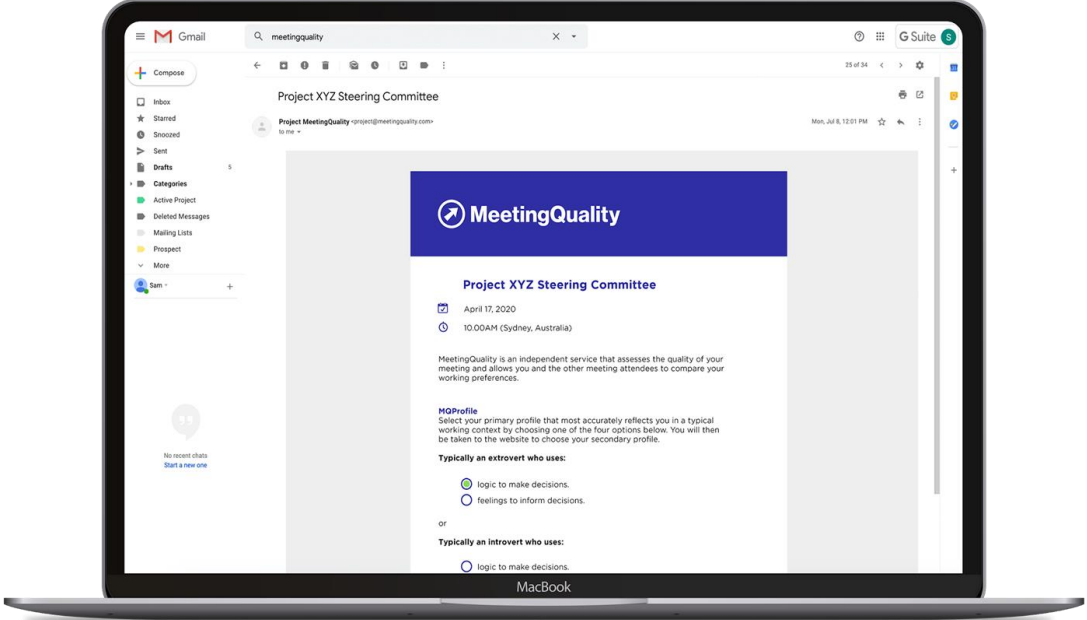 Gmail
meetingquality
G Suite
S
Compose
25 of 34
Inbox
Starred
Snoozed
Sent
Drafts 5
Categories
Active Project
Deleted Messages
Mailing Lists
Prospect
More
Sam
No recent chats
Start a new one
Project XYZ Steering Committee
Project MeetingQuality <project@meetingquality.com>
to me
Mon, Jul 8, 12:01 PM
MeetingQuality
Project XYZ Steering Committee
April 17, 2020
10.00AM (Sydney, Australia)
MeetingQuality is an independent service that assesses the quality of your
meeting and allows you and the other meeting attendees to compare your
working preferences.
MQProfile
Select your primary profile that most accurately reflects you in a typical
working context by choosing one of the four options below. You will then
be taken to the website to choose your secondary profile.
Typically an extrovert who uses:
logic to make decisions.
feelings to inform decisions.
or
Typically an introvert who uses:
logic to make decisions.
MacBook